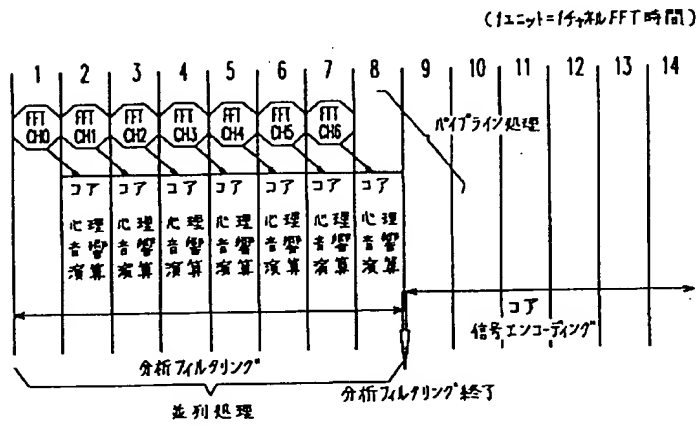 (1ユニット=1チャネルFFT時間)
1 2 3 4 5 6 7 8 9 10 11 12 13 14
FFT CH0
FFT CH1
FFT CH2
FFT CH3
FFT CH4
FFT CH5
FFT CH6
パイプライン処理
コア 心理音響演算
コア 心理音響演算
コア 心理音響演算
コア 心理音響演算
コア 心理音響演算
コア 心理音響演算
コア 心理音響演算
コア
信号エンコーディング
分析フィルタリング
分析フィルタリング終了
並列処理